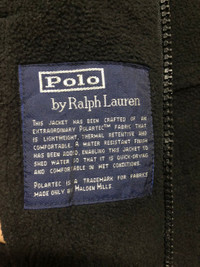 Polo
by Ralph Lauren
THIS JACKET HAS BEEN CRAFTED OF AN
EXTRAORDINARY POLARTEC™ FABRIC THAT
IS LIGHTWEIGHT, THERMAL RETENTIVE AND
COMFORTABLE. A WATER RESISTANT FINISH
HAS BEEN ADDED, ENABLING THIS JACKET TO
SHED WATER SO THAT IT IS QUICK-DRYING
AND COMFORTABLE IN WET CONDITIONS.
POLARTEC IS A TRADEMARK FOR FABRICS
MADE ONLY BY MALDEN MILLS.